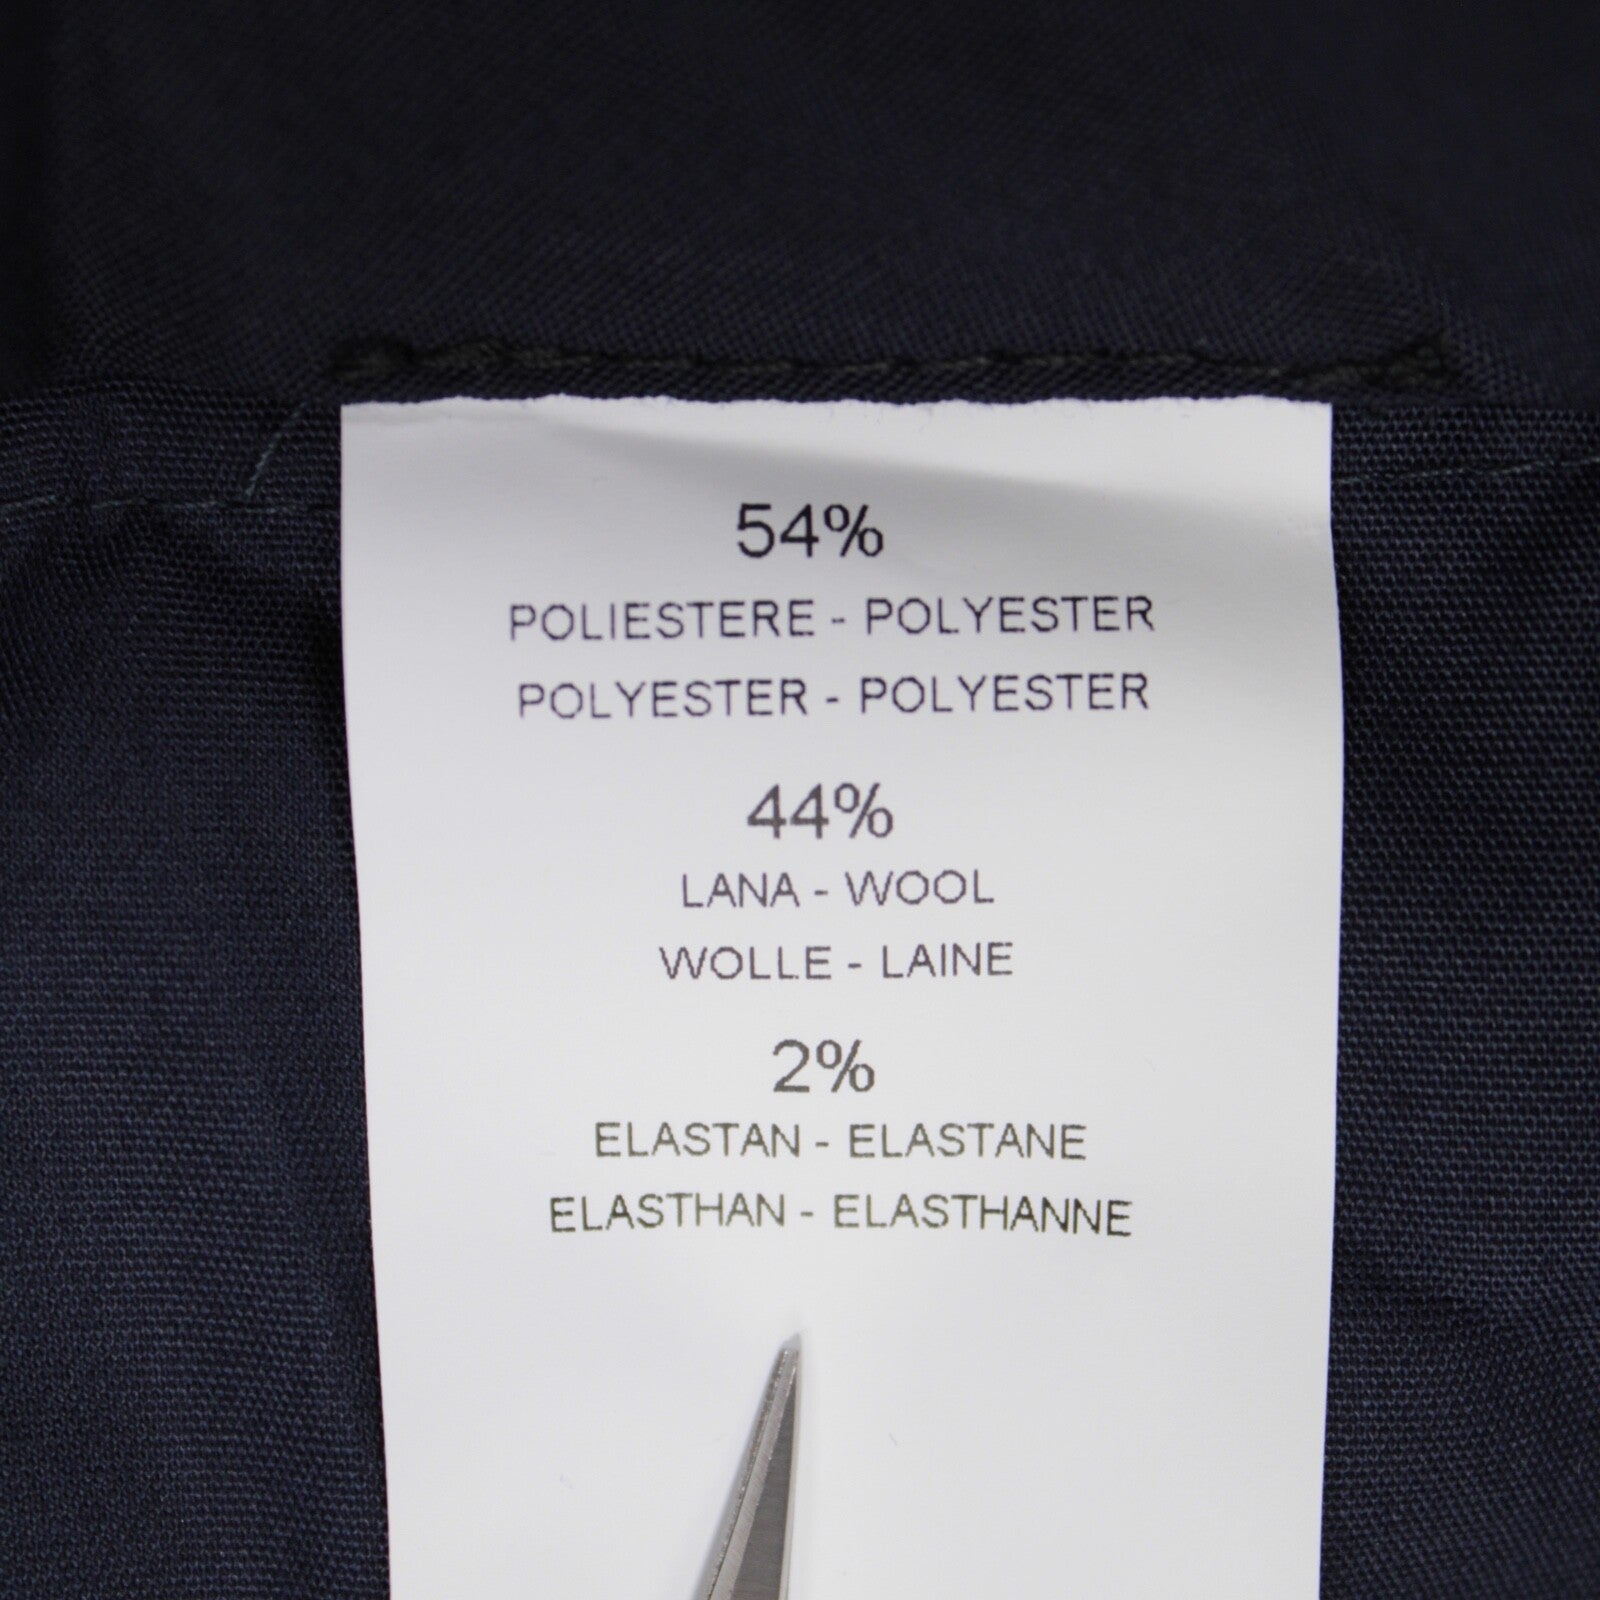 54%
POLIESTERE - POLYESTER
POLYESTER - POLYESTER
44%
LANA - WOOL
WOLLE - LAINE
2%
ELASTAN - ELASTANE
ELASTHAN - ELASTHANNE